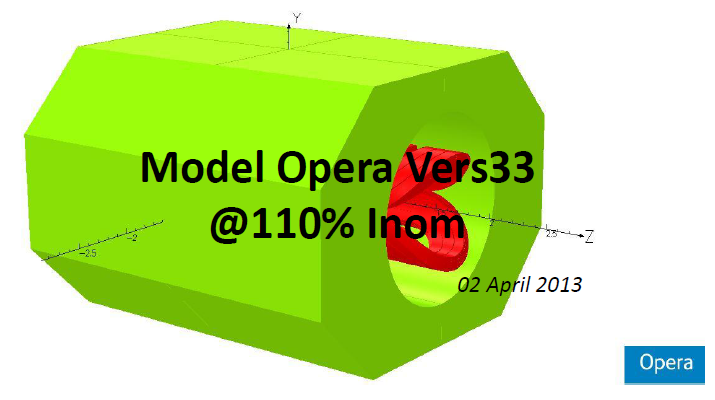 Y
Model Opera Vers33
@110% Inom
-2.5
-2
2
2.5
Z
02 April 2013
Opera